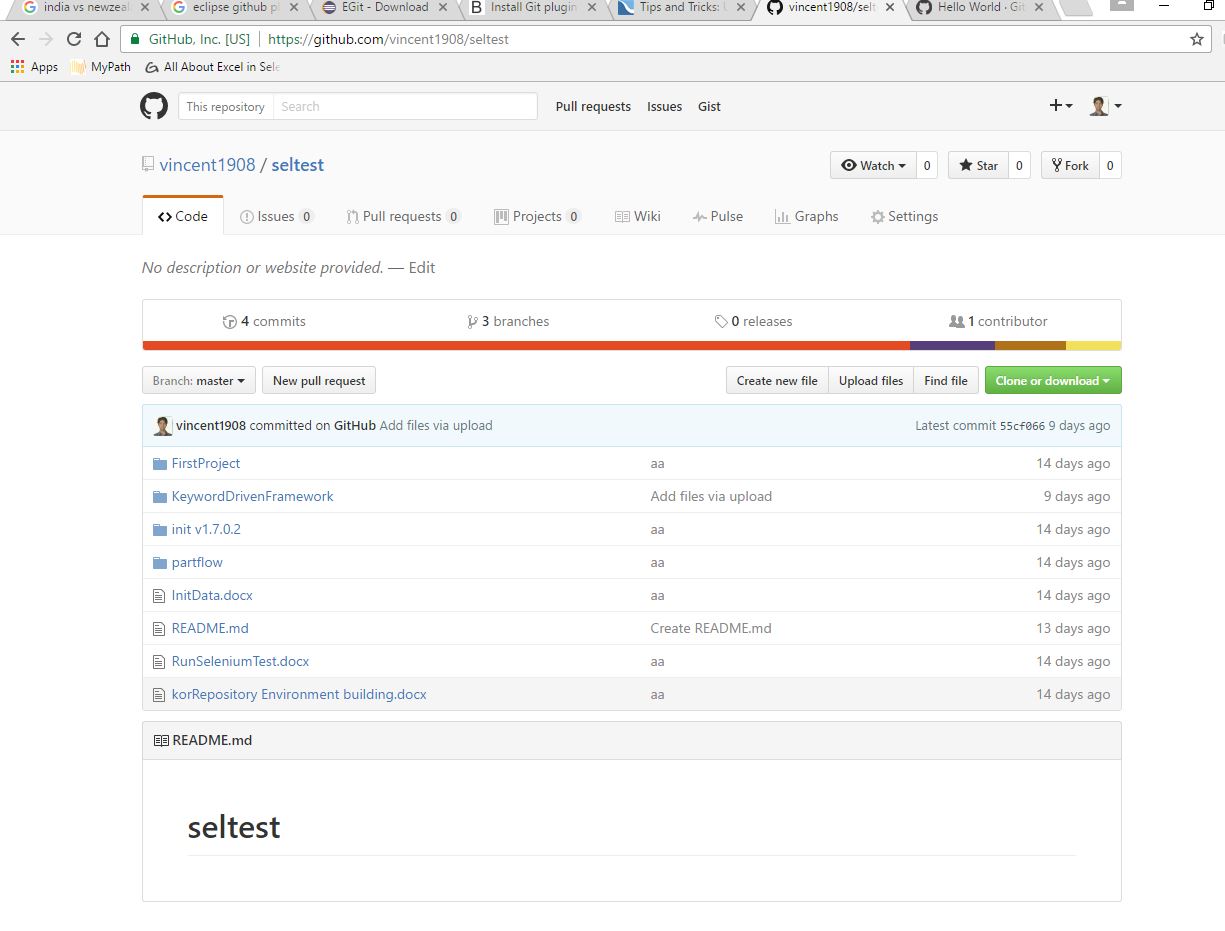 india vs newzeal eclipse github p EGit - Download Install Git plugin Tips and Tricks: vincent1908/selt Hello World · Git
GitHub, Inc. [US] https://github.com/vincent1908/seltest
Apps MyPath All About Excel in Sele
This repository Search Pull requests Issues Gist
vincent1908 / seltest Watch 0 Star 0 Fork 0
Code Issues 0 Pull requests 0 Projects 0 Wiki Pulse Graphs Settings
No description or website provided. — Edit
4 commits 3 branches 0 releases 1 contributor
Branch: master New pull request Create new file Upload files Find file Clone or download
vincent1908 committed on GitHub Add files via upload Latest commit 55cf066 9 days ago
FirstProject aa 14 days ago
KeywordDrivenFramework Add files via upload 9 days ago
init v1.7.0.2 aa 14 days ago
partflow aa 14 days ago
InitData.docx aa 14 days ago
README.md Create README.md 13 days ago
RunSeleniumTest.docx aa 14 days ago
korRepository Environment building.docx aa 14 days ago
README.md
seltest